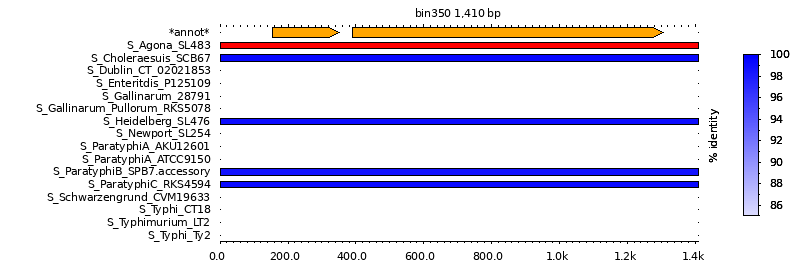 bin350 1,410 bp
*annot*
S_Agona_SL483
S_Choleraesuis_SCB67
S_Dublin_CT_02021853
S_Enteritdis_P125109
S_Gallinarum_28791
S_Gallinarum_Pullorum_RKS5078
S_Heidelberg_SL476
S_Newport_SL254
S_ParatyphiA_AKU12601
S_ParatyphiA_ATCC9150
S_ParatyphiB_SPB7.accessory
S_ParatyphiC_RKS4594
S_Schwarzengrund_CVM19633
S_Typhi_CT18
S_Typhimurium_LT2
S_Typhi_Ty2
0.0 200.0 400.0 600.0 800.0 1.0k 1.2k 1.4k
% identity
100
98
96
94
92
90
88
86